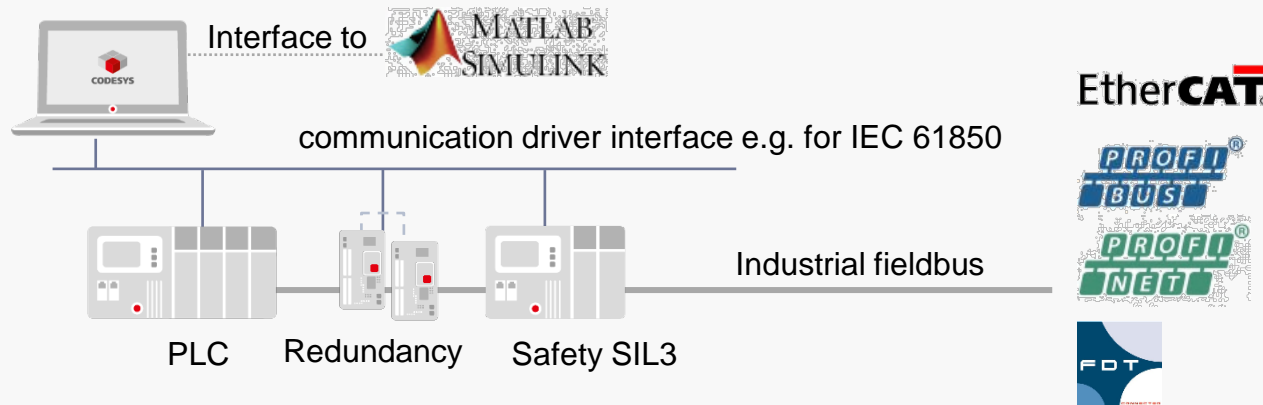 Interface to
MATLAB
SIMULINK
CODESYS
communication driver interface e.g. for IEC 61850
EtherCAT
PROFI®
BUS
PROFI®
NET
Industrial fieldbus
PLC
Redundancy
Safety SIL3
FDT